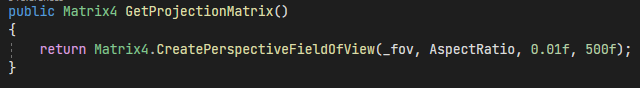 public Matrix4 GetProjectionMatrix()
{
return Matrix4.CreatePerspectiveFieldOfView(_fov, AspectRatio, 0.01f, 500f);
}